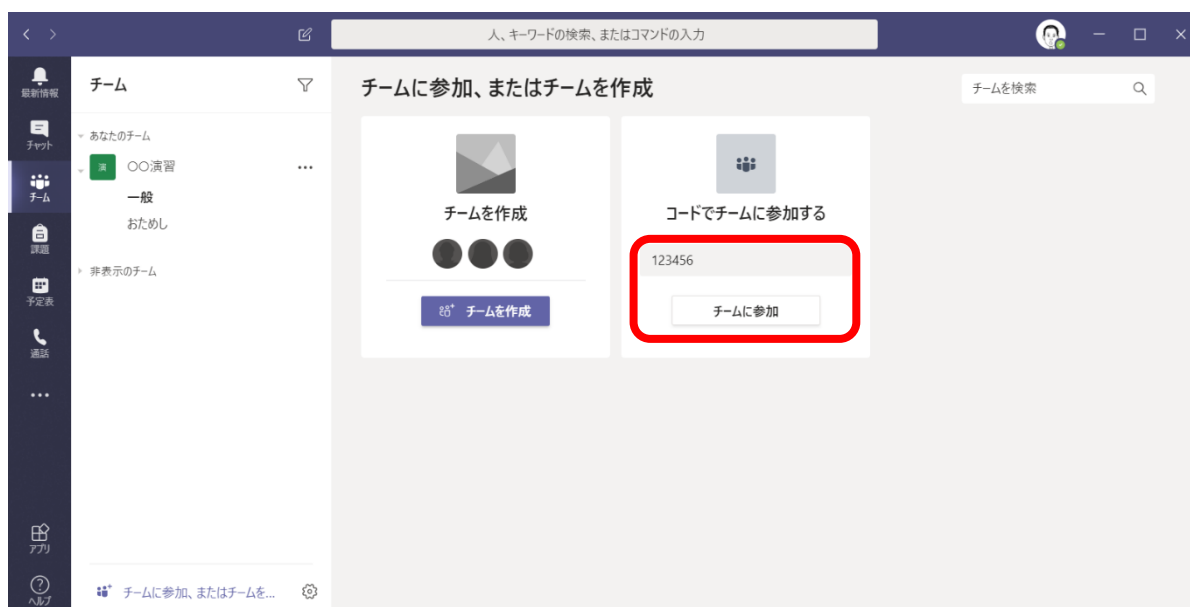 人、キーワードの検索、またはコマンドの入力
最新情報
チャット
チーム
課題
予定表
通話
アプリ
ヘルプ
チーム
あなたのチーム
演
〇〇演習
一般
おためし
非表示のチーム
チームに参加、またはチームを...
チームに参加、またはチームを作成
チームを検索
チームを作成
チームを作成
コードでチームに参加する
123456
チームに参加